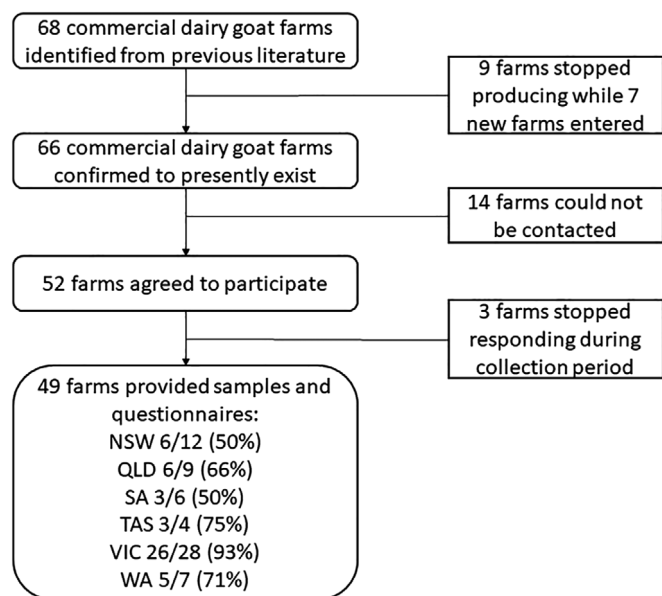 68 commercial dairy goat farms
identified from previous literature
9 farms stopped
producing while 7
new farms entered
66 commercial dairy goat farms
confirmed to presently exist
14 farms could not
be contacted
52 farms agreed to participate
3 farms stopped
responding during
collection period
49 farms provided samples and
questionnaires:
NSW 6/12 (50%)
QLD 6/9 (66%)
SA 3/6 (50%)
TAS 3/4 (75%)
VIC 26/28 (93%)
WA 5/7 (71%)